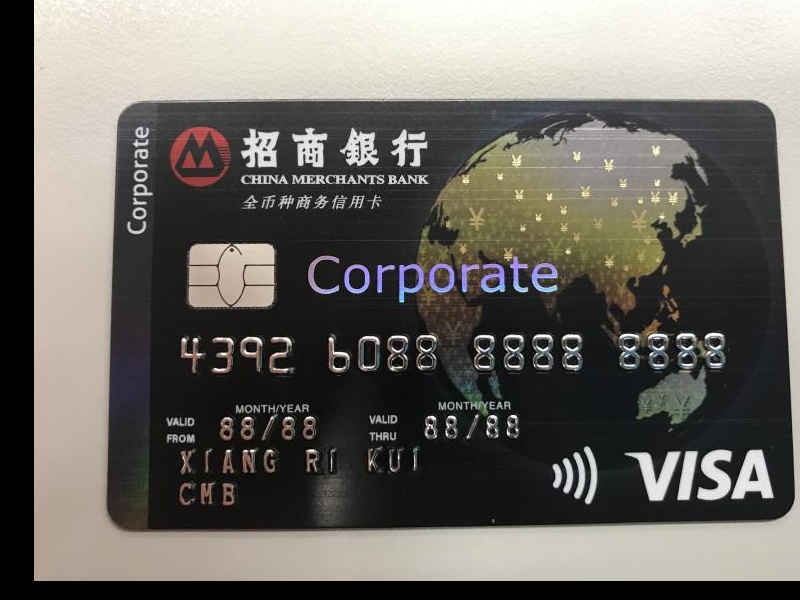 Corporate
招商銀行
CHINA MERCHANTS BANK
全币种商务信用卡
Corporate
4392 6088 8888 8888
MONTH/YEAR MONTH/YEAR
VALID FROM 88/88 VALID THRU 88/88
XIANG RI KUI
CMB
VISA